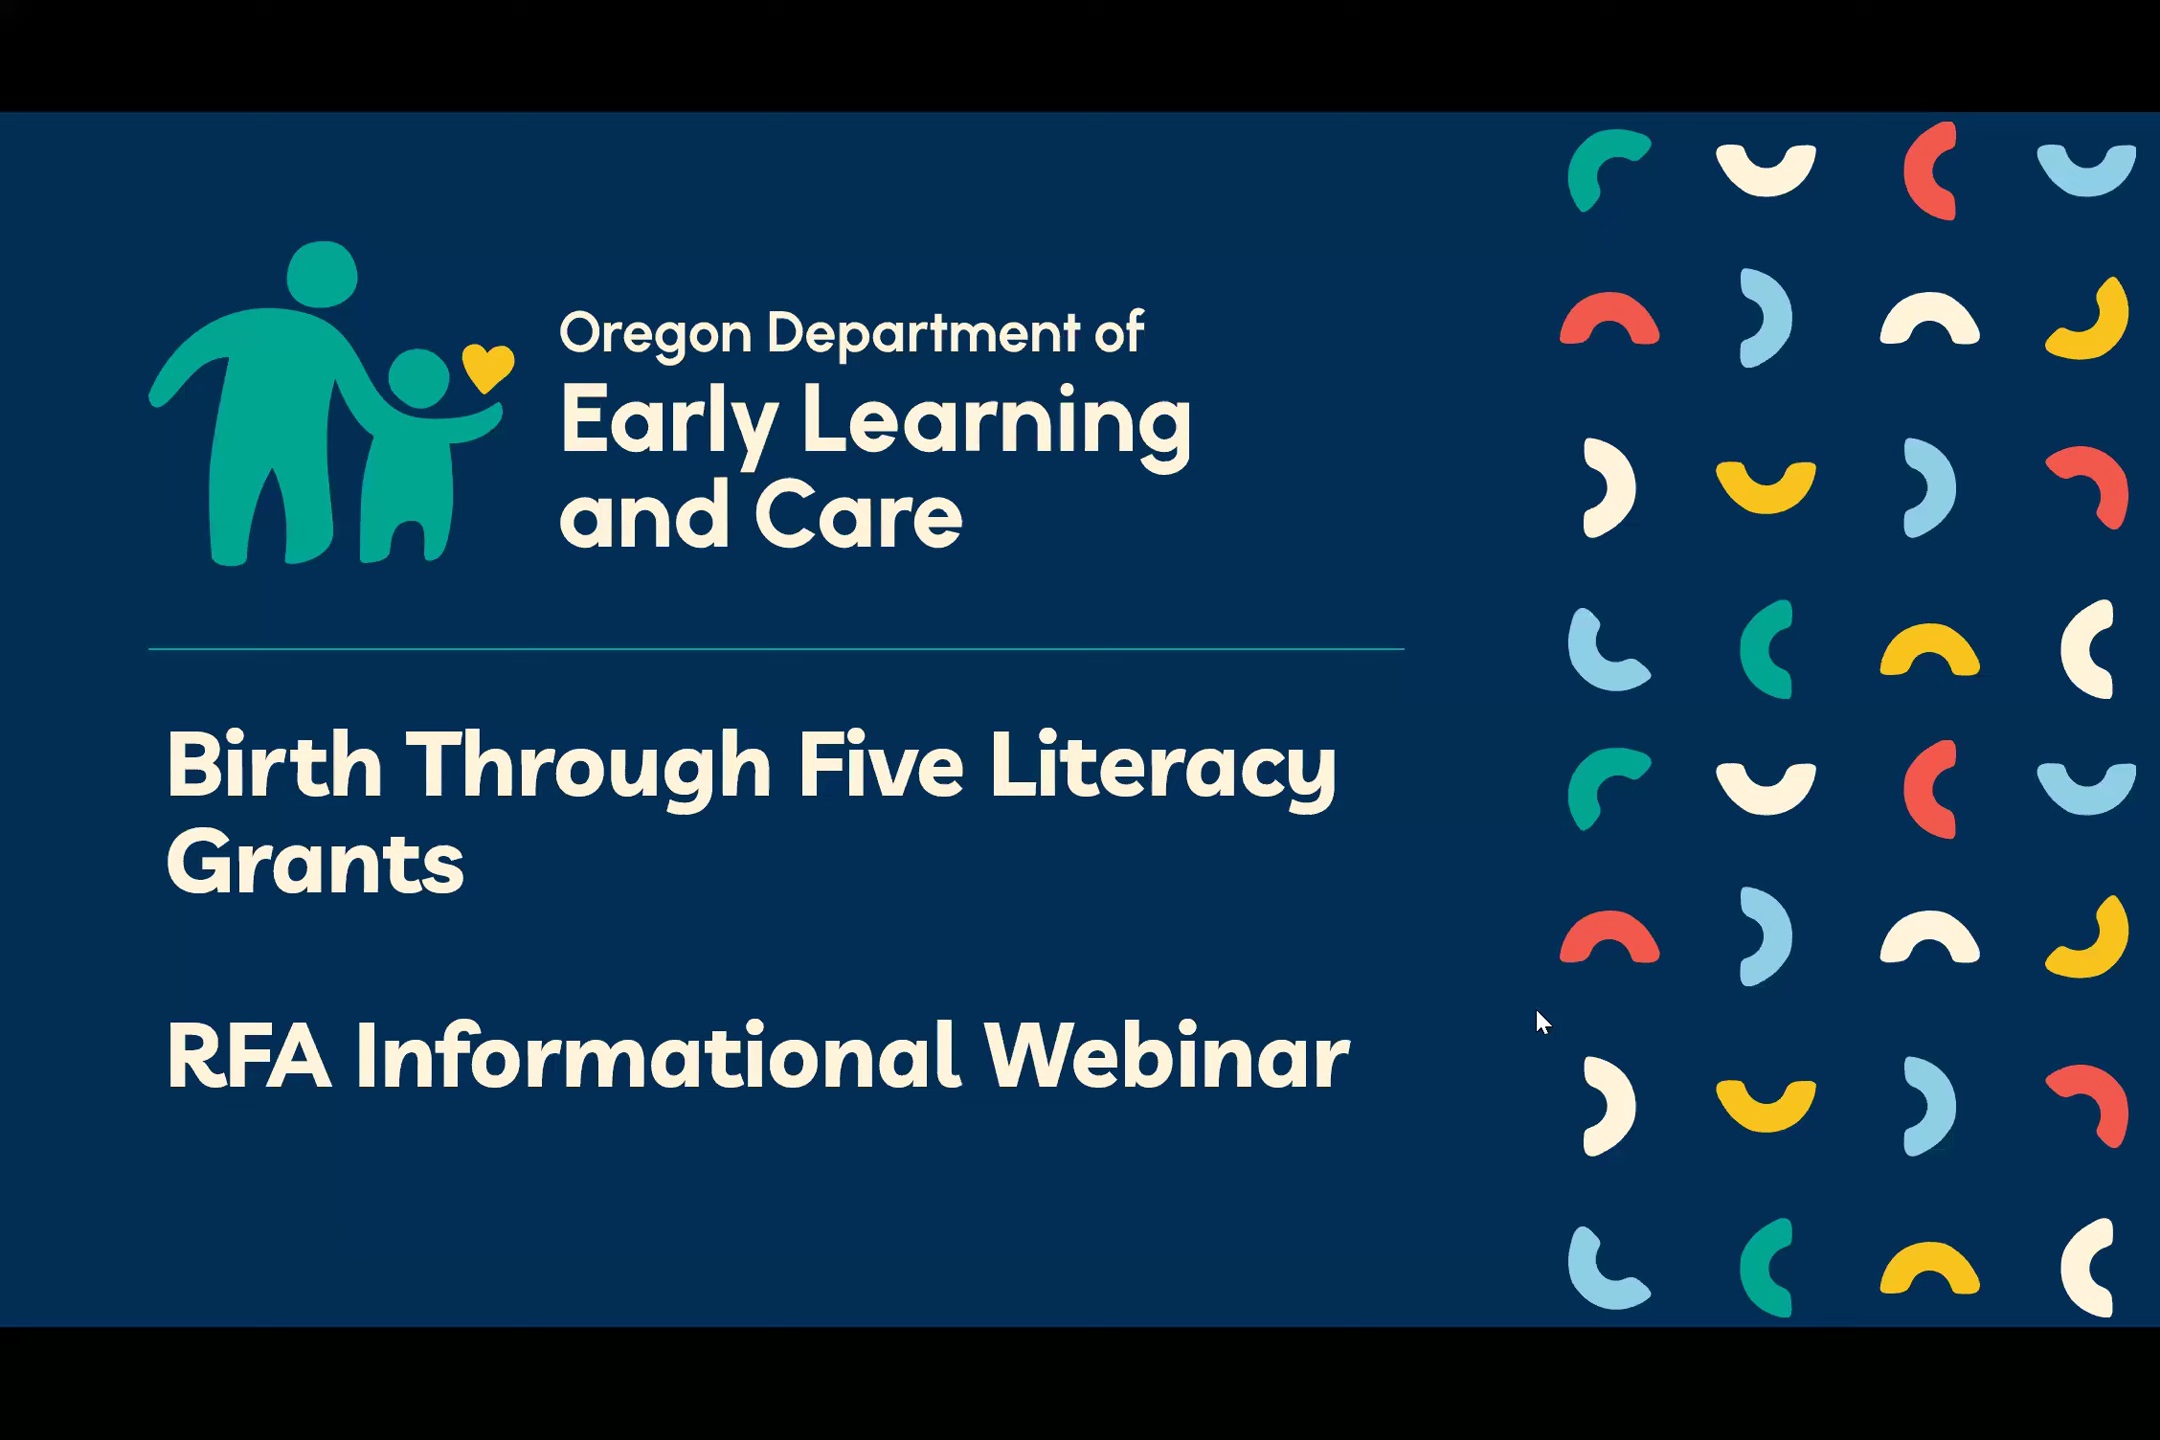 Oregon Department of
Early Learning
and Care
Birth Through Five Literacy
Grants
RFA Informational Webinar